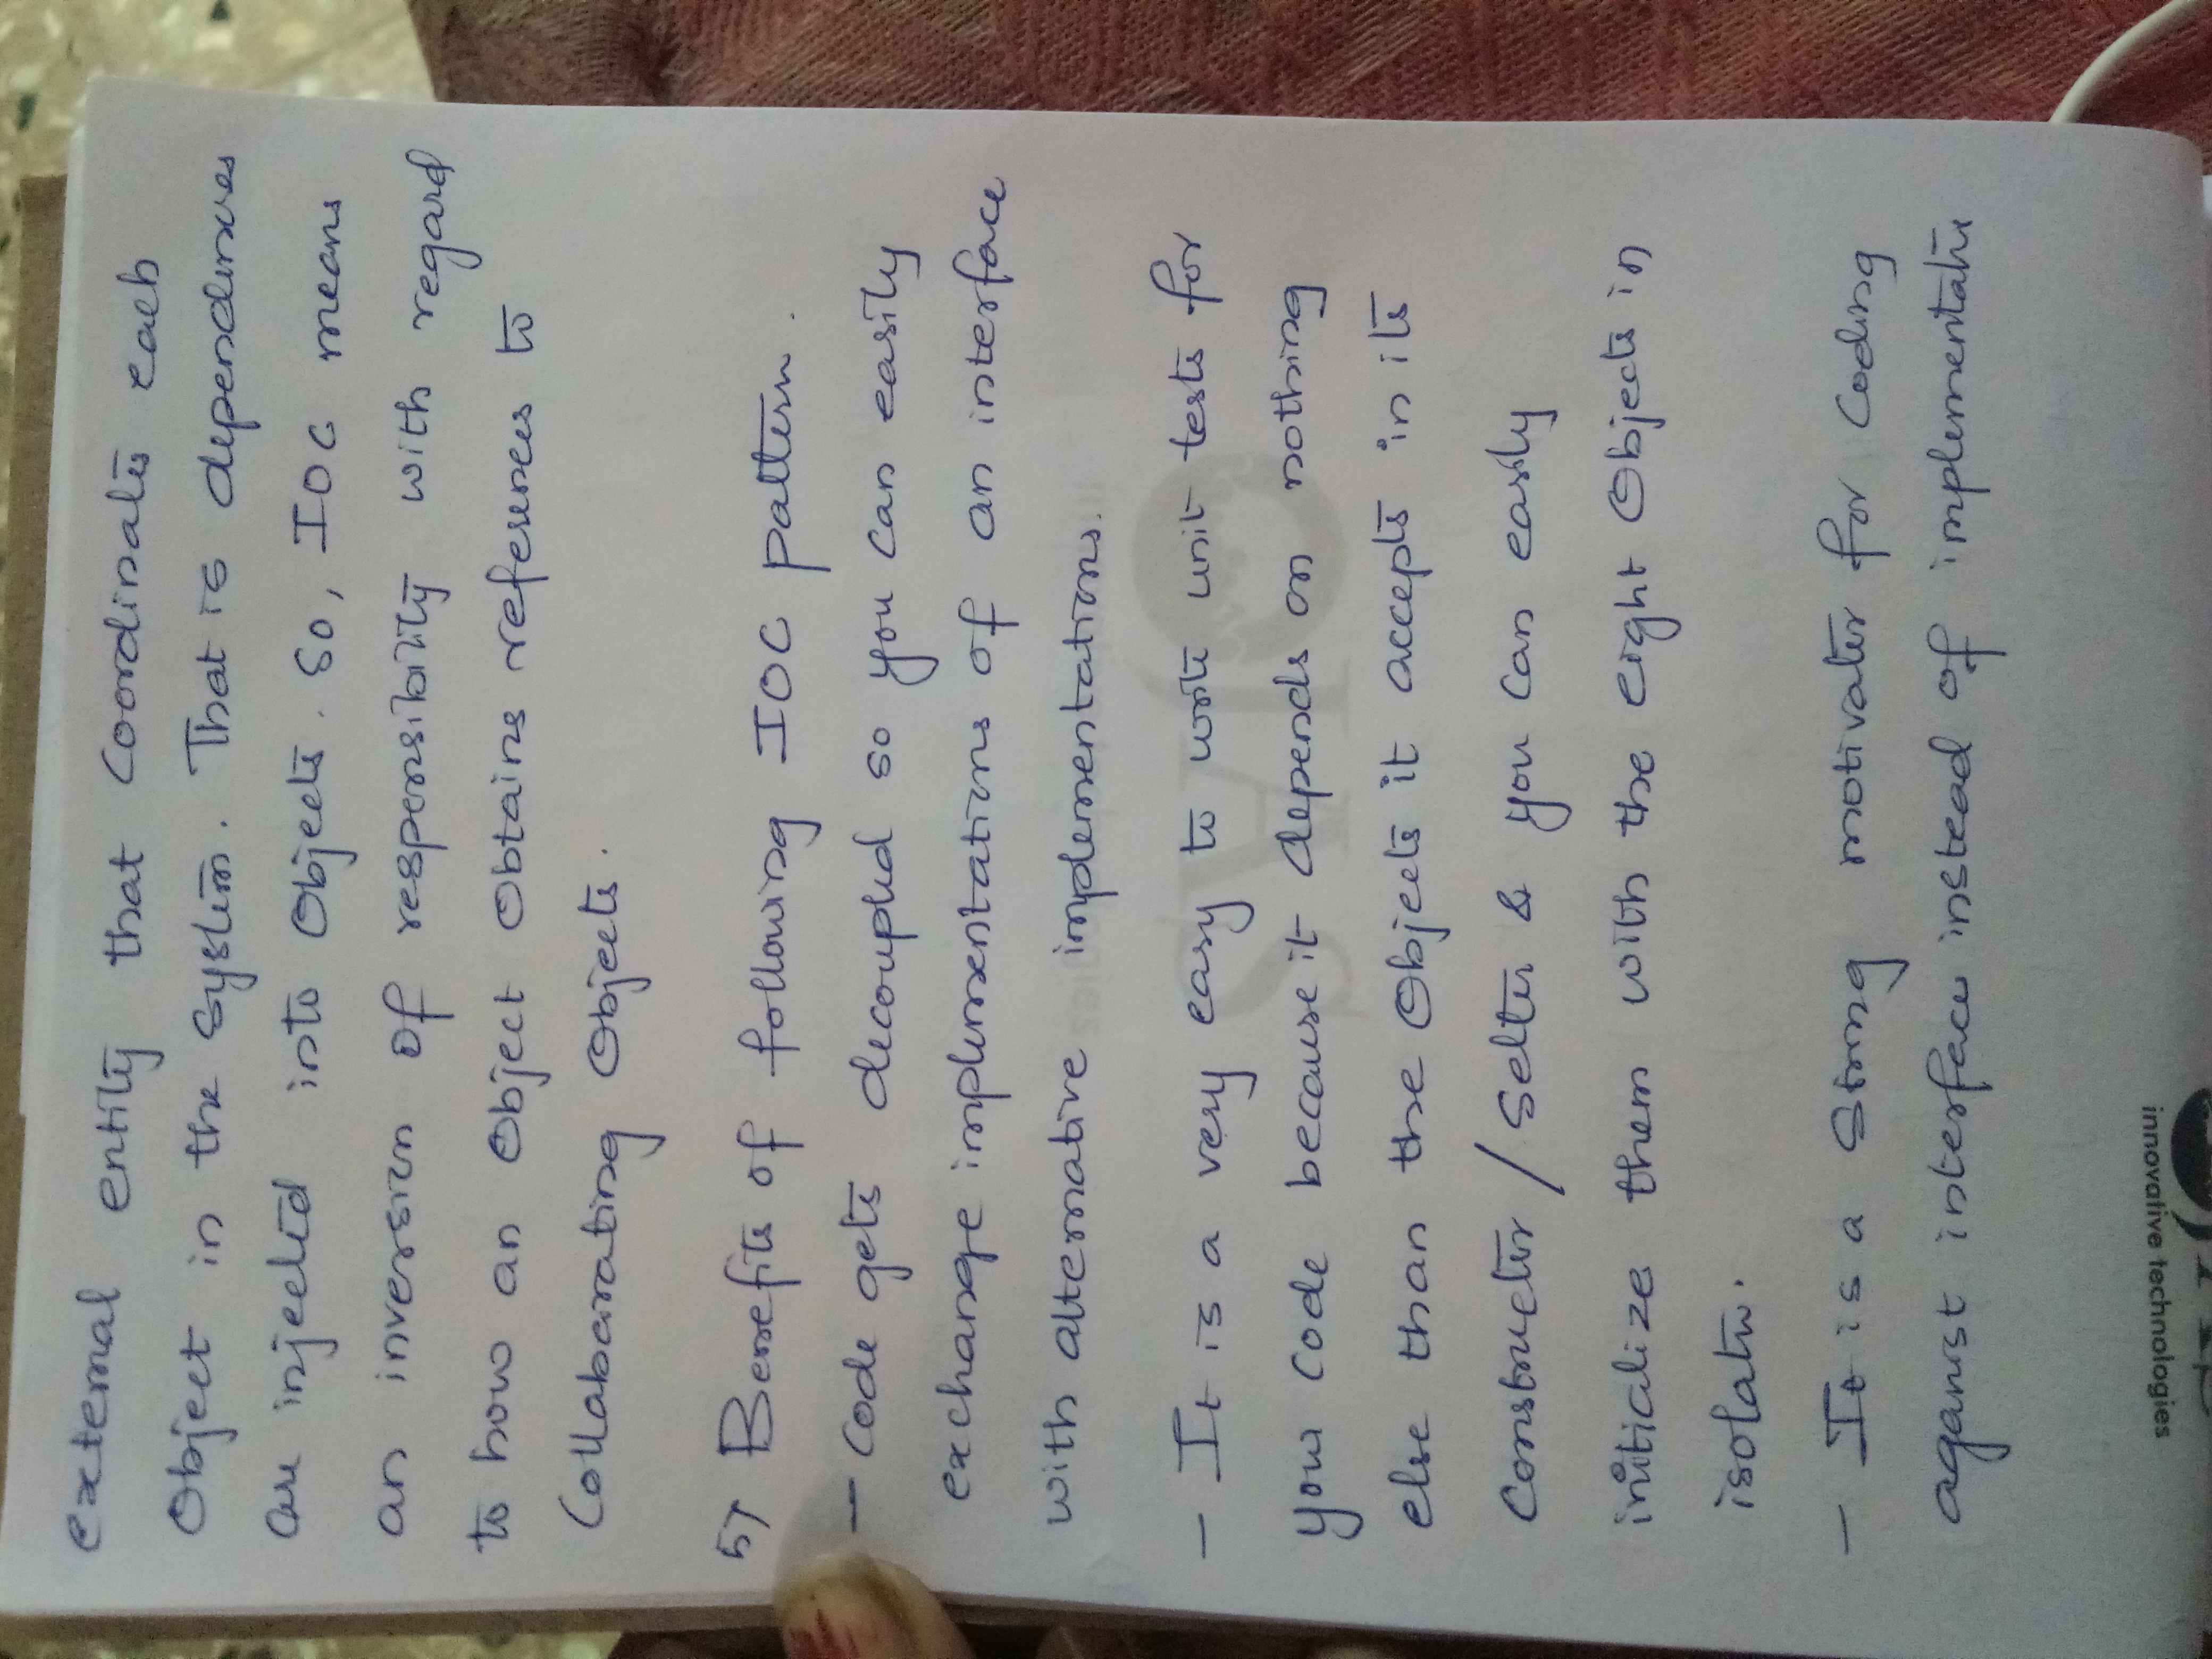 external entity that coordinates each
Object in the system. That is dependencies
are injected into Objects. So, IOC means
an inversion of responsibility with regard
to how an Object Obtains references to
Collabarating Objects.
5) Benefits of following IOC pattern.
- Code gets decoupled so you can easily
exchange implementations of an interface
with alternative implementations.
- It is a very easy to write unit tests for
your code because it depends on nothing
else than the Objects it accepts in its
Constructor / Setter & you can easily
initialize them with the right Objects in
isolation.
- It is a Strong motivator for Coding
against interface instead of implementation
innovative technologies